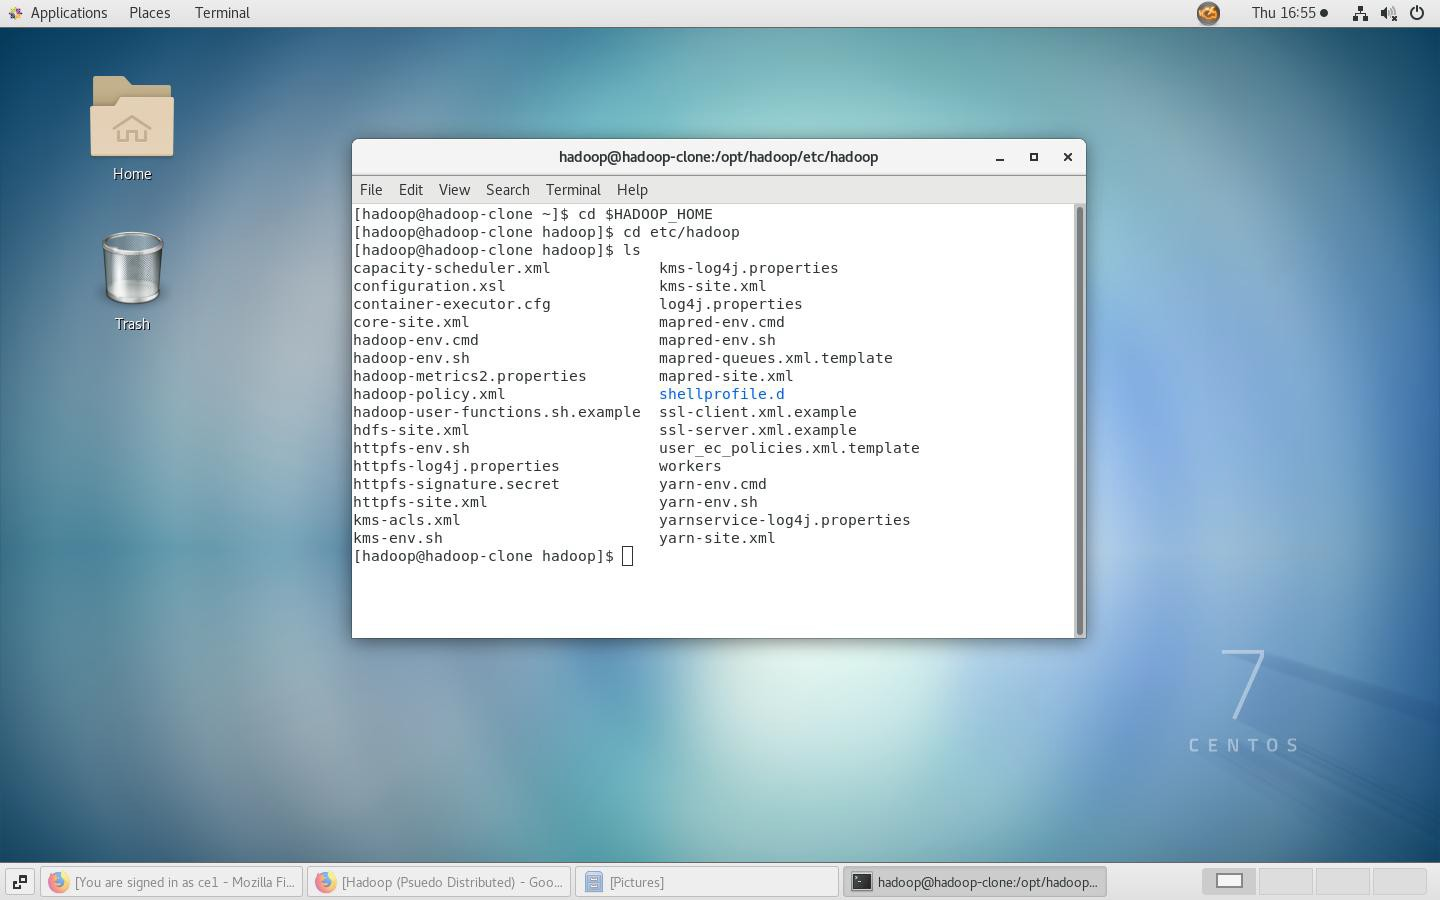 Applications Places Terminal Thu 16:55
Home
Trash
hadoop@hadoop-clone:/opt/hadoop/etc/hadoop
File Edit View Search Terminal Help
[hadoop@hadoop-clone ~]$ cd $HADOOP_HOME
[hadoop@hadoop-clone hadoop]$ cd etc/hadoop
[hadoop@hadoop-clone hadoop]$ ls
capacity-scheduler.xml kms-log4j.properties
configuration.xsl kms-site.xml
container-executor.cfg log4j.properties
core-site.xml mapred-env.cmd
hadoop-env.cmd mapred-env.sh
hadoop-env.sh mapred-queues.xml.template
hadoop-metrics2.properties mapred-site.xml
hadoop-policy.xml shellprofile.d
hadoop-user-functions.sh.example ssl-client.xml.example
hdfs-site.xml ssl-server.xml.example
httpfs-env.sh user_ec_policies.xml.template
httpfs-log4j.properties workers
httpfs-signature.secret yarn-env.cmd
httpfs-site.xml yarn-env.sh
kms-acls.xml yarnservice-log4j.properties
kms-env.sh yarn-site.xml
[hadoop@hadoop-clone hadoop]$
7
CENTOS
[You are signed in as ce1 - Mozilla Fi... [Hadoop (Psuedo Distributed) - Goo... [Pictures] hadoop@hadoop-clone:/opt/hadoop...